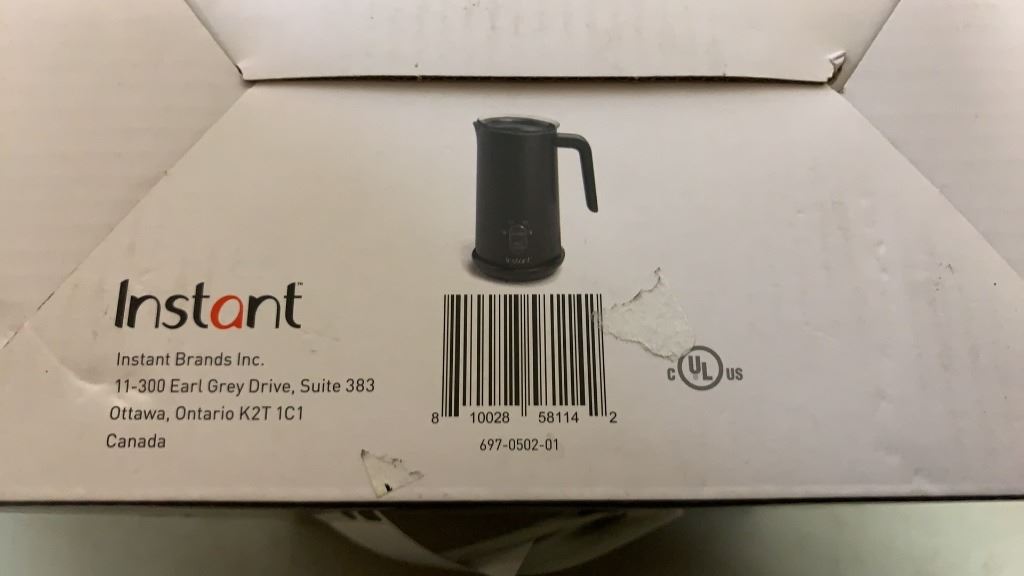 Instant
Instant™
Instant Brands Inc.
11-300 Earl Grey Drive, Suite 383
Ottawa, Ontario K2T 1C1
Canada
8 10028 58114 2
697-0502-01
C UL US